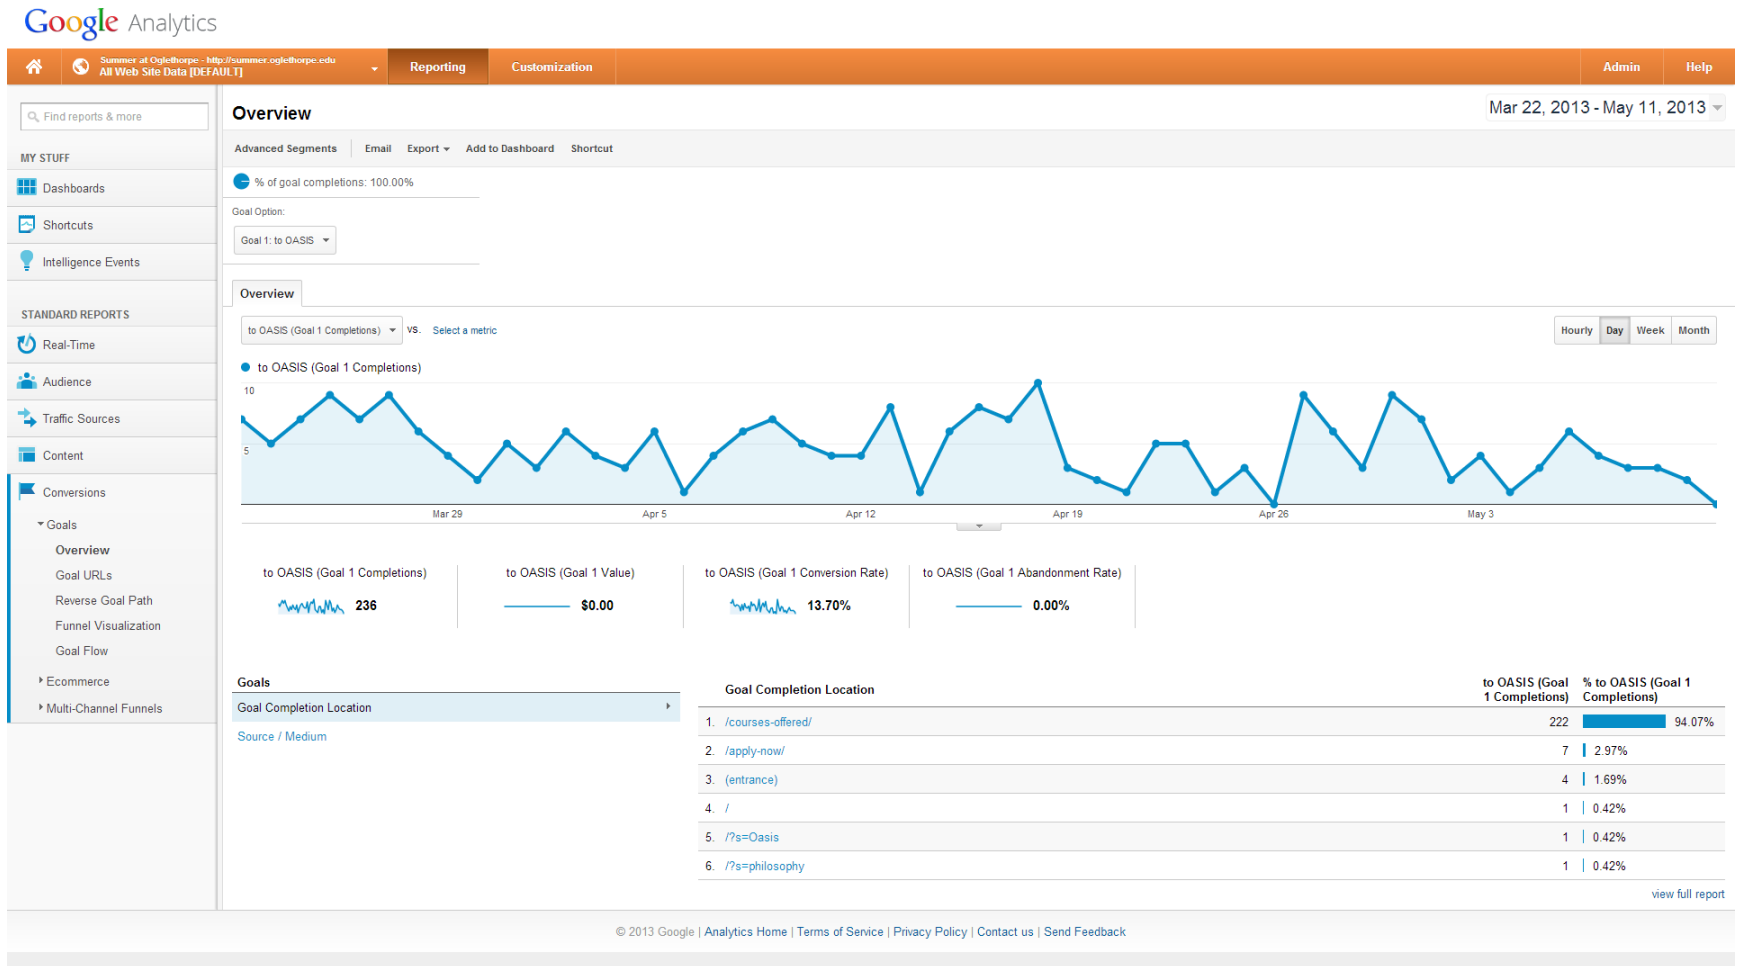 Google Analytics
Summer at Oglethorpe - http://summer.oglethorpe.edu
All Web Site Data [DEFAULT]
Reporting
Customization
Admin
Help
Find reports & more
MY STUFF
Dashboards
Shortcuts
Intelligence Events
STANDARD REPORTS
Real-Time
Audience
Traffic Sources
Content
Conversions
Goals
Overview
Goal URLs
Reverse Goal Path
Funnel Visualization
Goal Flow
Ecommerce
Multi-Channel Funnels
Overview
Mar 22, 2013 - May 11, 2013
Advanced Segments Email Export Add to Dashboard Shortcut
% of goal completions: 100.00%
Goal Option:
Goal 1: to OASIS
Overview
to OASIS (Goal 1 Completions) VS. Select a metric
Hourly Day Week Month
to OASIS (Goal 1 Completions)
10
5
Mar 29 Apr 5 Apr 12 Apr 19 Apr 26 May 3
to OASIS (Goal 1 Completions)
236
to OASIS (Goal 1 Value)
$0.00
to OASIS (Goal 1 Conversion Rate)
13.70%
to OASIS (Goal 1 Abandonment Rate)
0.00%
Goals
Goal Completion Location
Source / Medium
Goal Completion Location
to OASIS (Goal
1 Completions)
% to OASIS (Goal 1
Completions)
1. /courses-offered/ 222 94.07%
2. /apply-now/ 7 2.97%
3. (entrance) 4 1.69%
4. / 1 0.42%
5. /?s=Oasis 1 0.42%
6. /?s=philosophy 1 0.42%
view full report
© 2013 Google | Analytics Home | Terms of Service | Privacy Policy | Contact us | Send Feedback